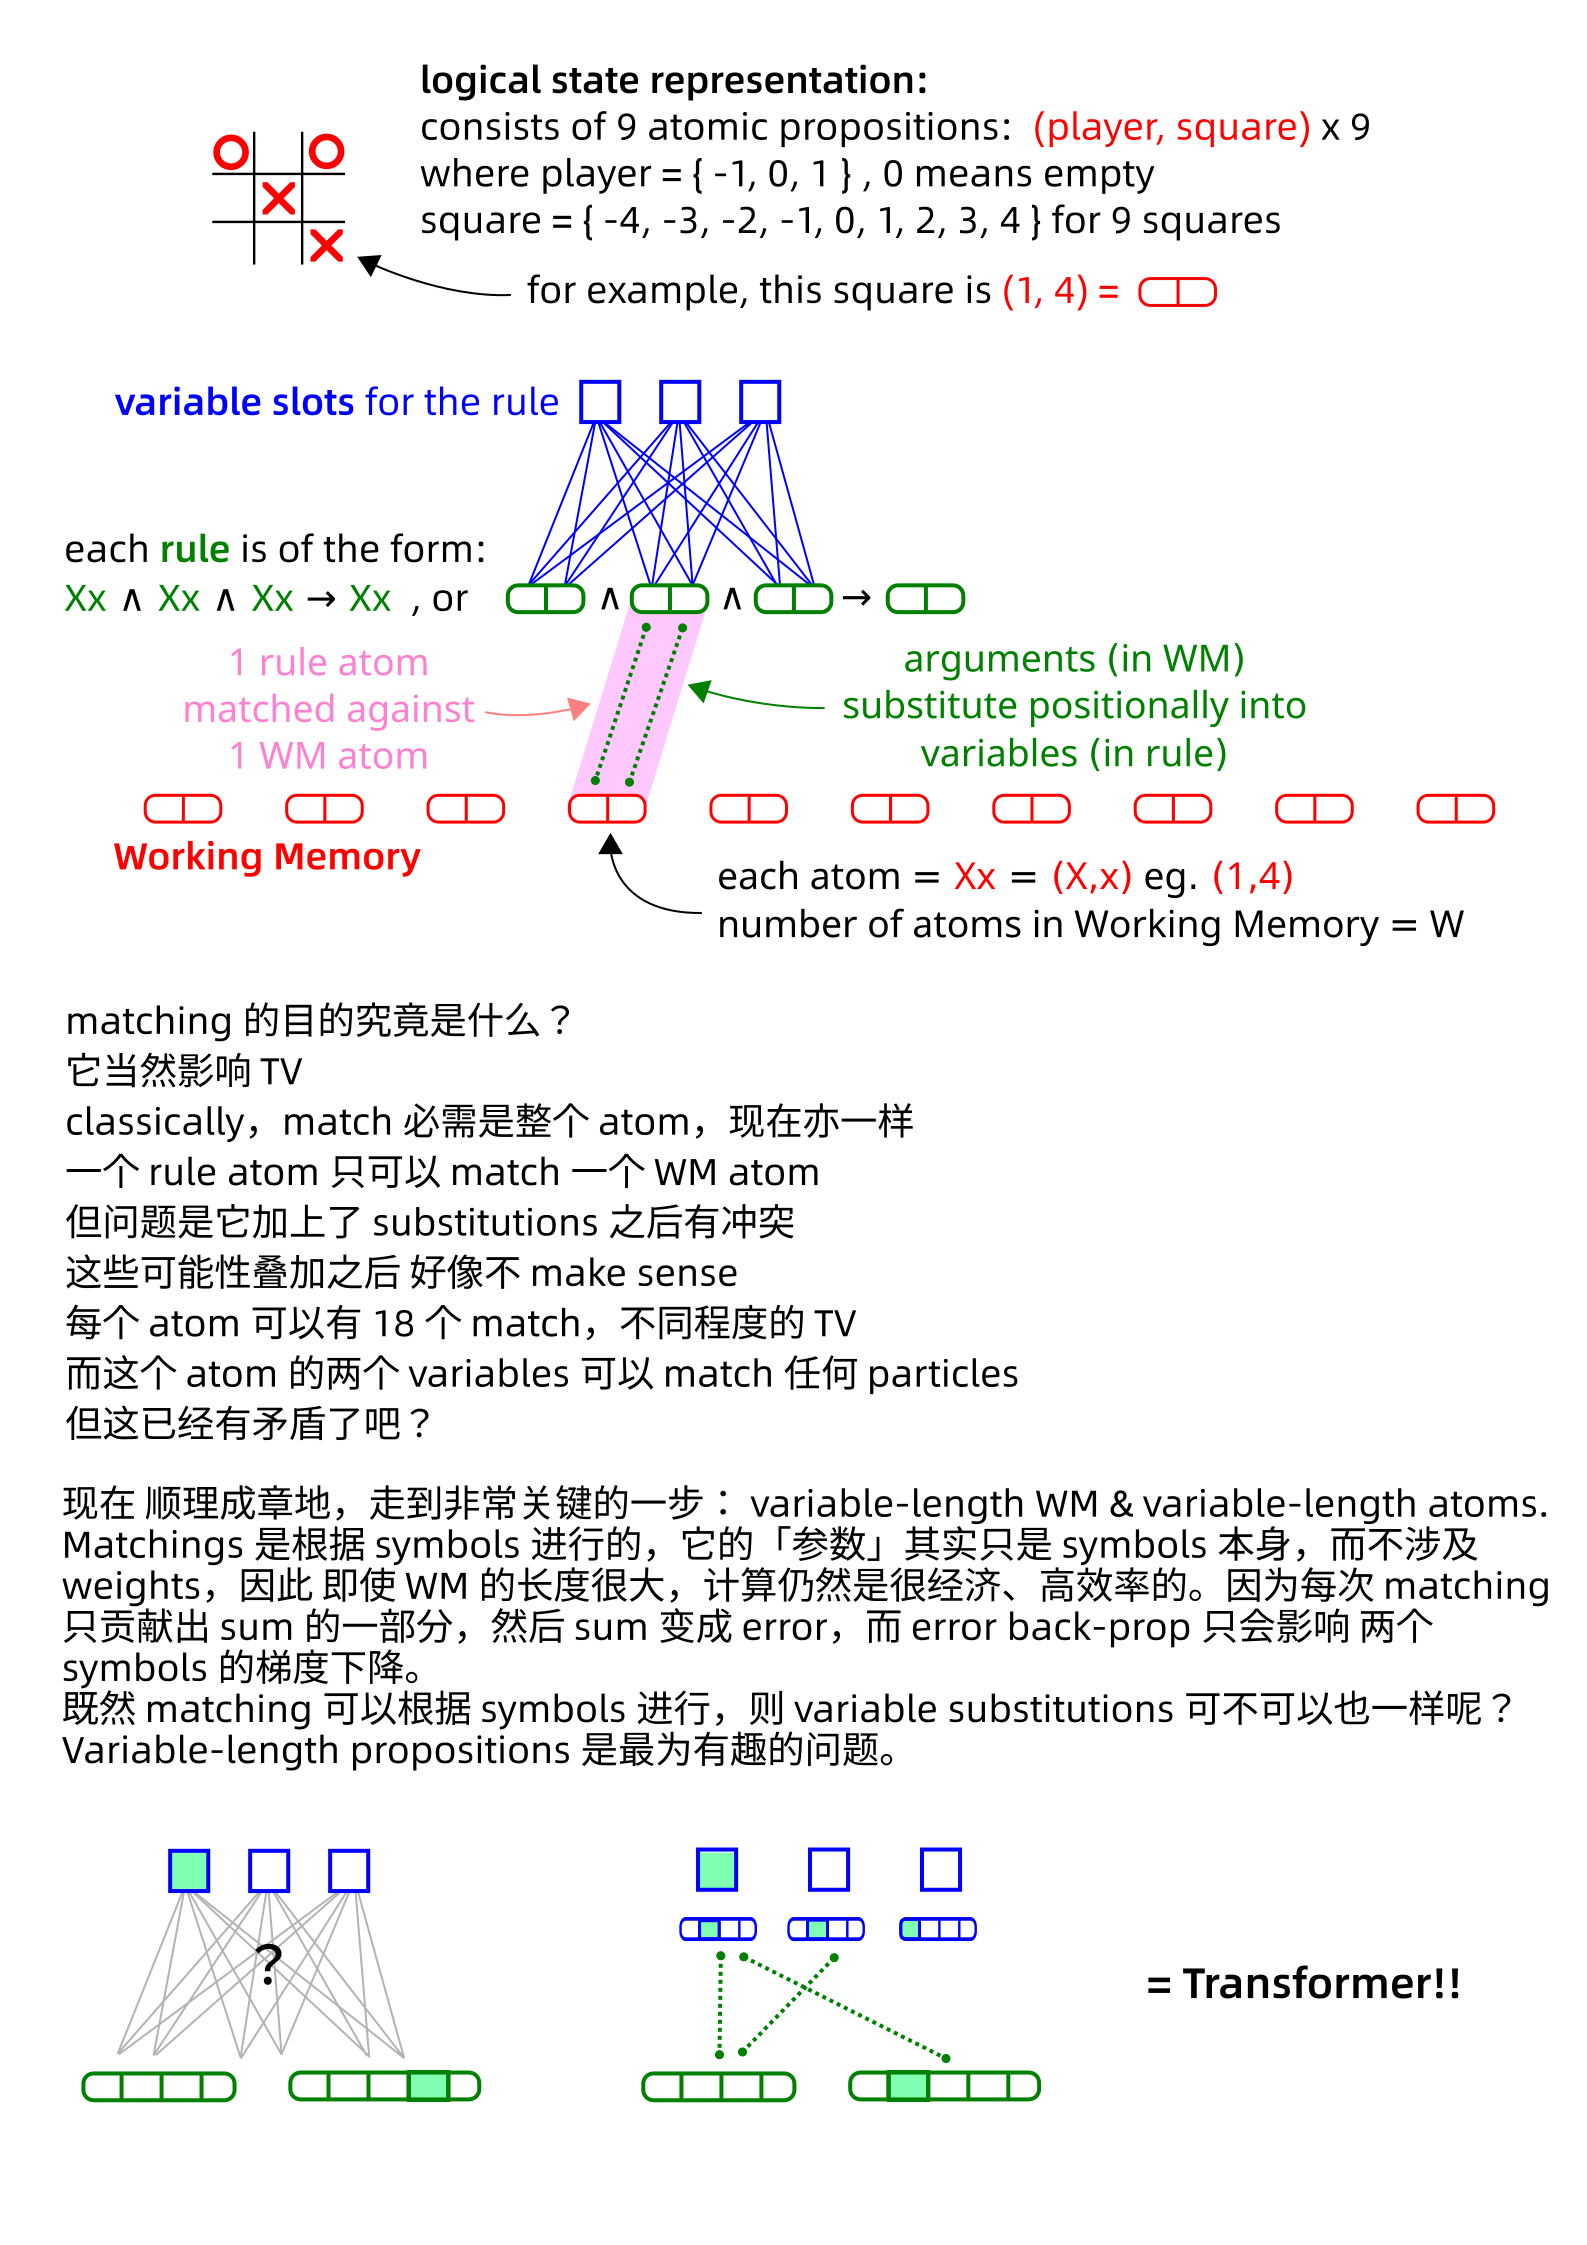 logical state representation:
consists of 9 atomic propositions: (player, square) x 9
where player = { -1, 0, 1 } , 0 means empty
square = { -4, -3, -2, -1, 0, 1, 2, 3, 4 } for 9 squares
for example, this square is (1, 4) =
variable slots for the rule
each rule is of the form:
Xx ∧ Xx ∧ Xx → Xx , or
∧ ∧ →
1 rule atom
matched against
1 WM atom
arguments (in WM)
substitute positionally into
variables (in rule)
Working Memory
each atom = Xx = (X,x) eg. (1,4)
number of atoms in Working Memory = W
matching 的目的究竟是什么？
它当然影响 TV
classically，match 必需是整个 atom，现在亦一样
一个 rule atom 只可以 match 一个 WM atom
但问题是它加上了 substitutions 之后有冲突
这些可能性叠加之后 好像不 make sense
每个 atom 可以有 18 个 match，不同程度的 TV
而这个 atom 的两个 variables 可以 match 任何 particles
但这已经有矛盾了吧？
现在 顺理成章地，走到非常关键的一步： variable-length WM & variable-length atoms.
Matchings 是根据 symbols 进行的，它的「参数」其实只是 symbols 本身，而不涉及
weights，因此 即使 WM 的长度很大，计算仍然是很经济、高效率的。因为每次 matching
只贡献出 sum 的一部分，然后 sum 变成 error，而 error back-prop 只会影响 两个
symbols 的梯度下降。
既然 matching 可以根据 symbols 进行，则 variable substitutions 可不可以也一样呢？
Variable-length propositions 是最为有趣的问题。
?
= Transformer!!